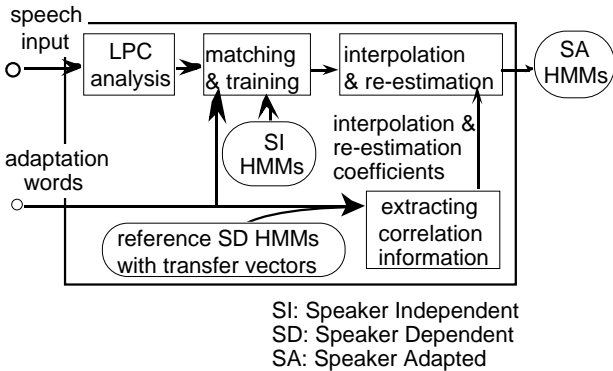 speech
input
LPC
analysis
matching
& training
interpolation
& re-estimation
SA
HMMs
SI
HMMs
interpolation &
re-estimation
coefficients
adaptation
words
reference SD HMMs
with transfer vectors
extracting
correlation
information
SI: Speaker Independent
SD: Speaker Dependent
SA: Speaker Adapted